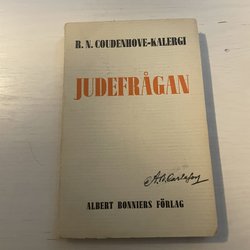 R. N. COUDENHOVE-KALERGI
JUDEFRÅGAN
ALBERT BONNIERS FÖRLAG